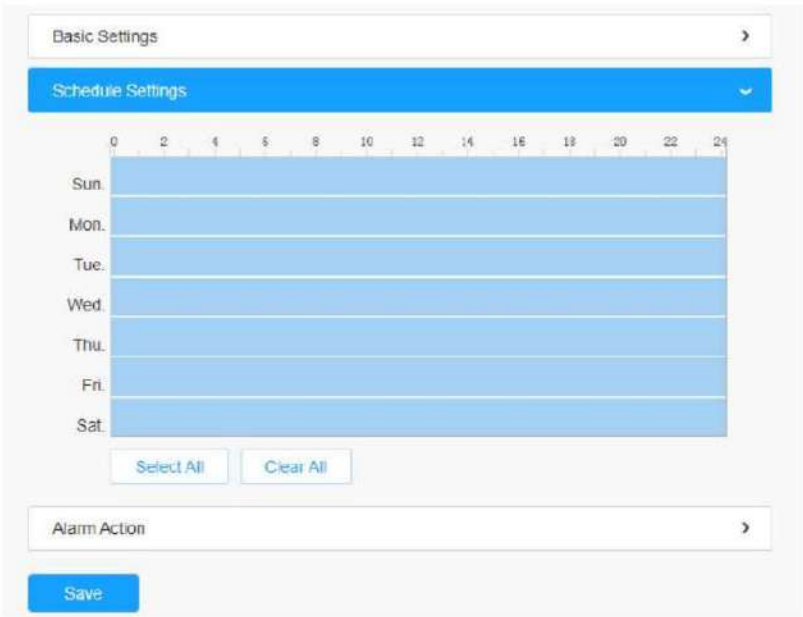 Basic Settings
Schedule Settings
0 2 4 6 8 10 12 14 16 18 20 22 24
Sun.
Mon.
Tue.
Wed.
Thu.
Fri.
Sat.
Select All Clear All
Alarm Action
Save